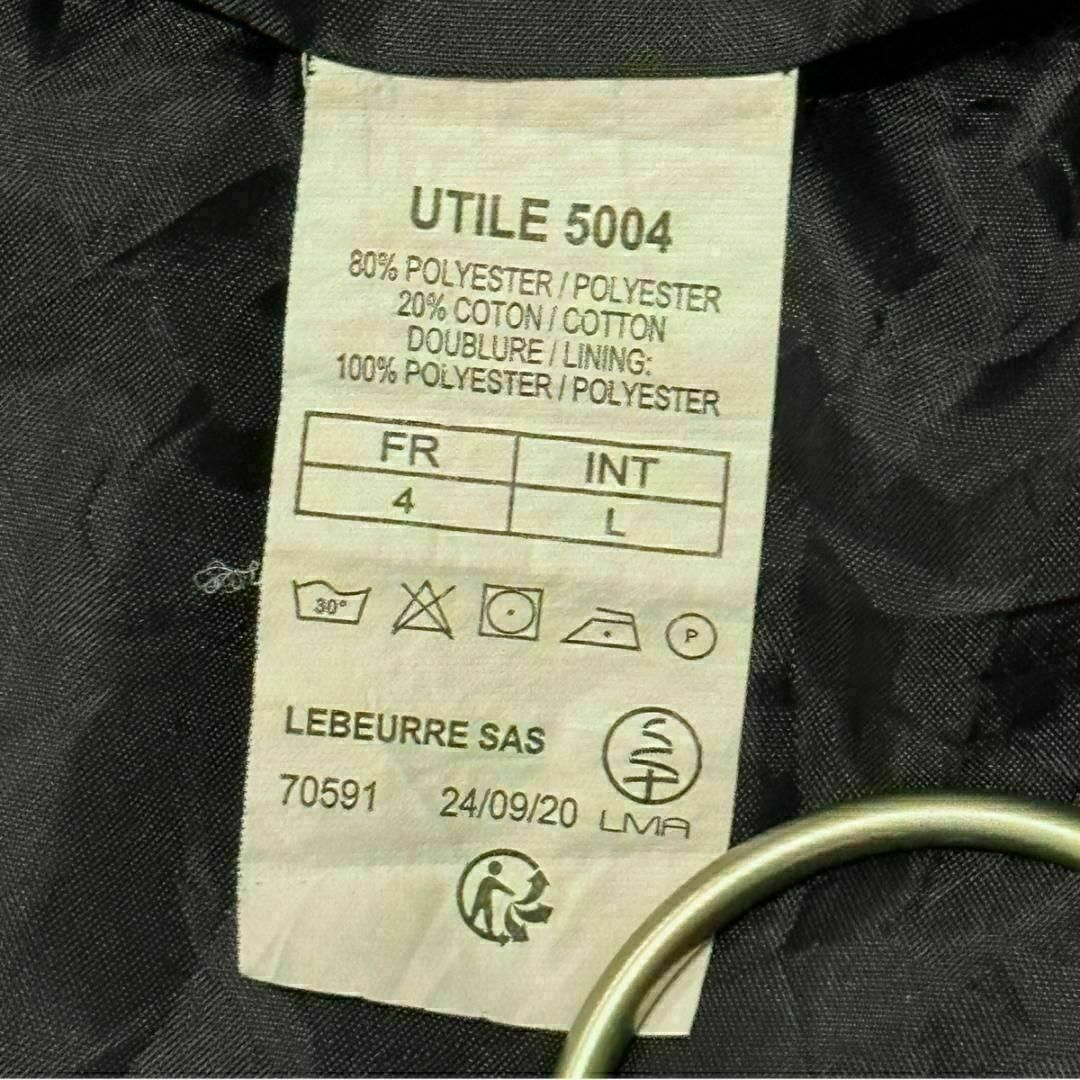 UTILE 5004
80% POLYESTER / POLYESTER
20% COTON / COTTON
DOUBLURE / LINING:
100% POLYESTER / POLYESTER
FR INT
4 L
30° P
LEBEURRE SAS
70591 24/09/20 LMA